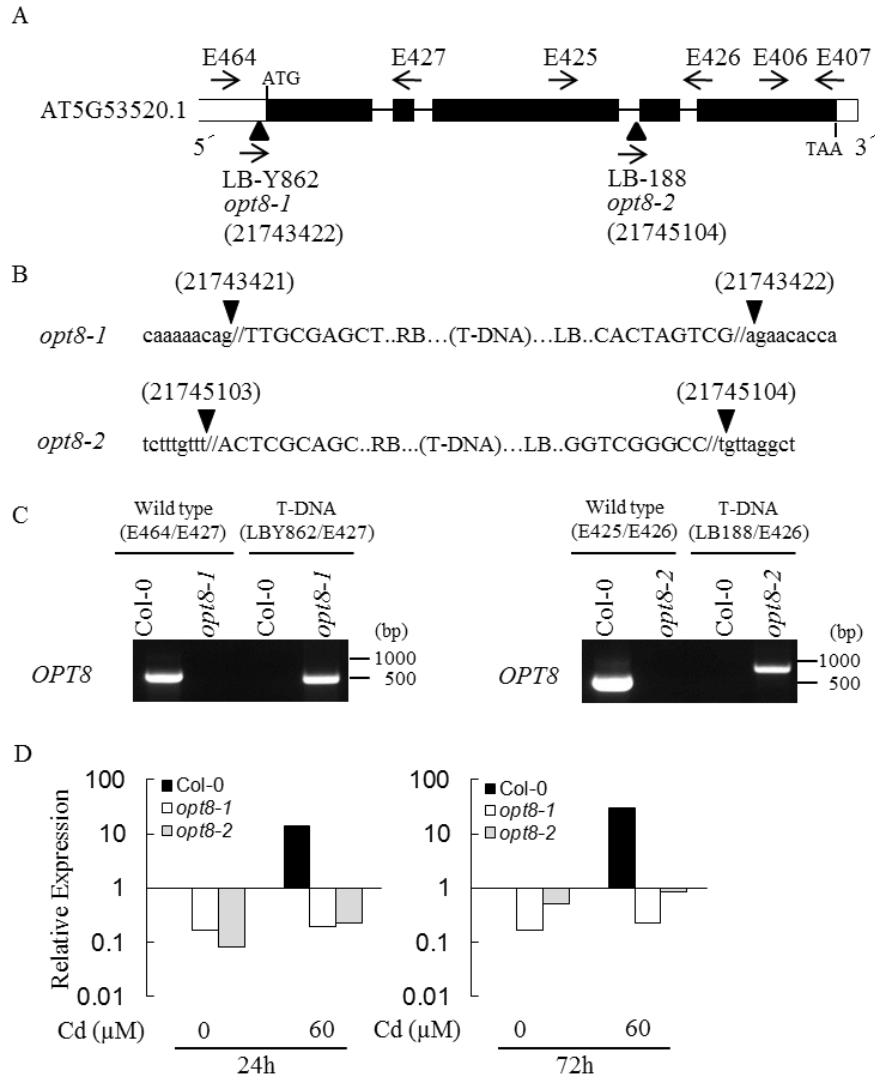 A
E464 ATG E427 E425 E426 E406 E407
AT5G53520.1
5´ TAA 3´
LB-Y862 LB-188
opt8-1 opt8-2
(21743422) (21745104)
B
(21743421) (21743422)
opt8-1 caaaaacag//TTGCGAGCT..RB…(T-DNA)…LB..CACTAGTCG//agaacacca
(21745103) (21745104)
opt8-2 tctttgttt//ACTCGCAGC..RB...(T-DNA)…LB..GGTCGGGCC//tgttaggct
C
Wild type T-DNA
(E464/E427) (LBY862/E427)
Col-0 opt8-1 Col-0 opt8-1
(bp)
OPT8 1000
500
Wild type T-DNA
(E425/E426) (LB188/E426)
Col-0 opt8-2 Col-0 opt8-2
(bp)
OPT8 1000
500
D
Relative Expression
100
10
1
0.1
0.01
Col-0
opt8-1
opt8-2
Cd (µM) 0 60
24h
100
10
1
0.1
0.01
Col-0
opt8-1
opt8-2
Cd (µM) 0 60
72h